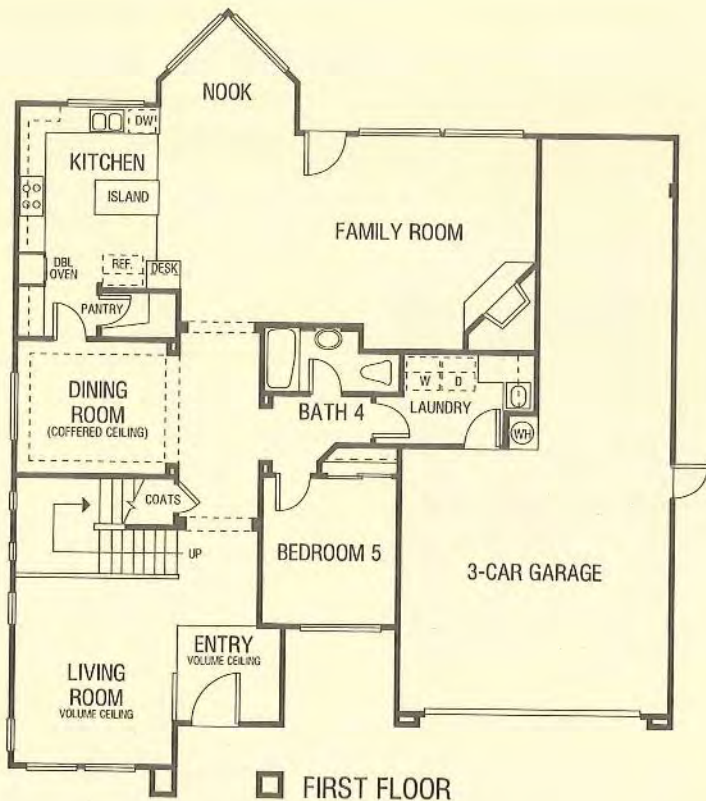 NOOK
DW
KITCHEN
ISLAND
FAMILY ROOM
DBL
OVEN
REF.
DESK
PANTRY
DINING
ROOM
(COFFERED CEILING)
W
D
LAUNDRY
BATH 4
WH
COATS
UP
BEDROOM 5
3-CAR GARAGE
ENTRY
VOLUME CEILING
LIVING
ROOM
VOLUME CEILING
FIRST FLOOR